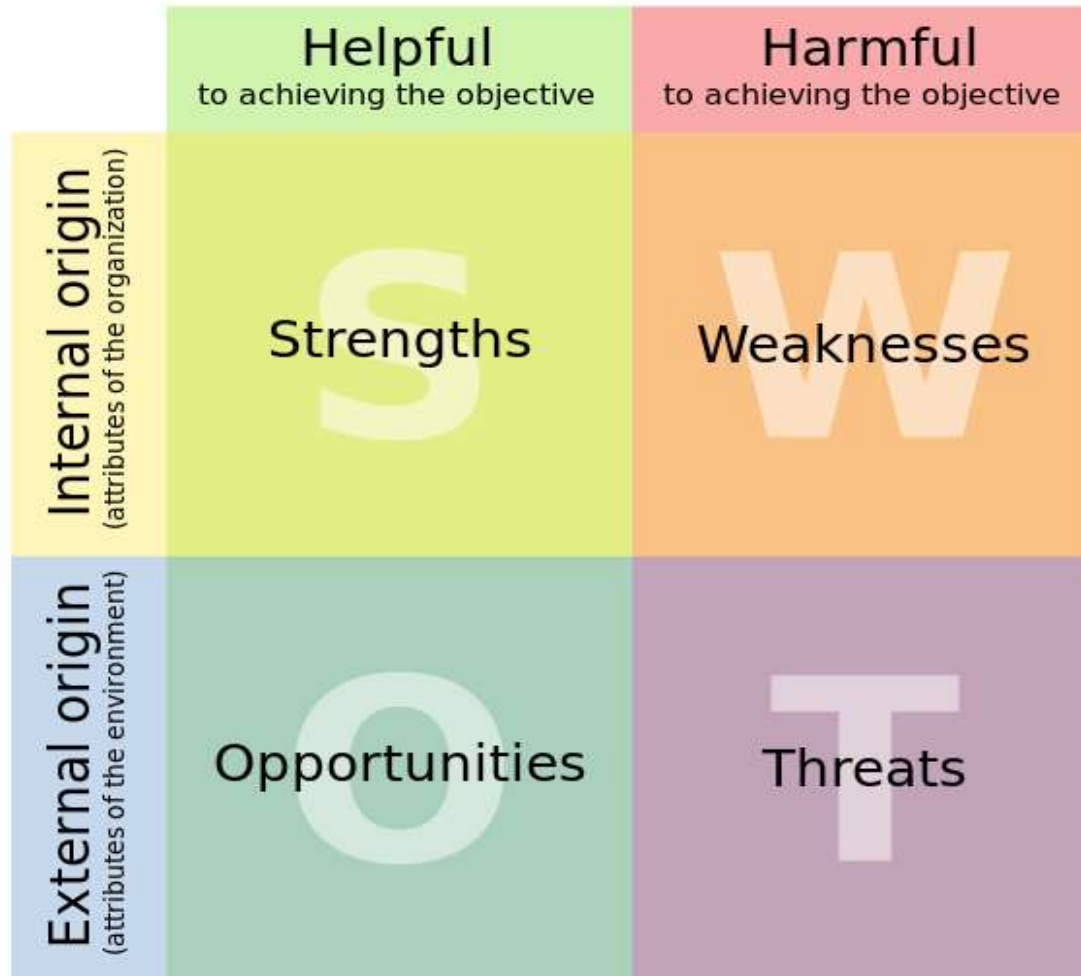 Helpful
to achieving the objective
Harmful
to achieving the objective
Internal origin
(attributes of the organization)
S
Strengths
W
Weaknesses
External origin
(attributes of the environment)
O
Opportunities
T
Threats